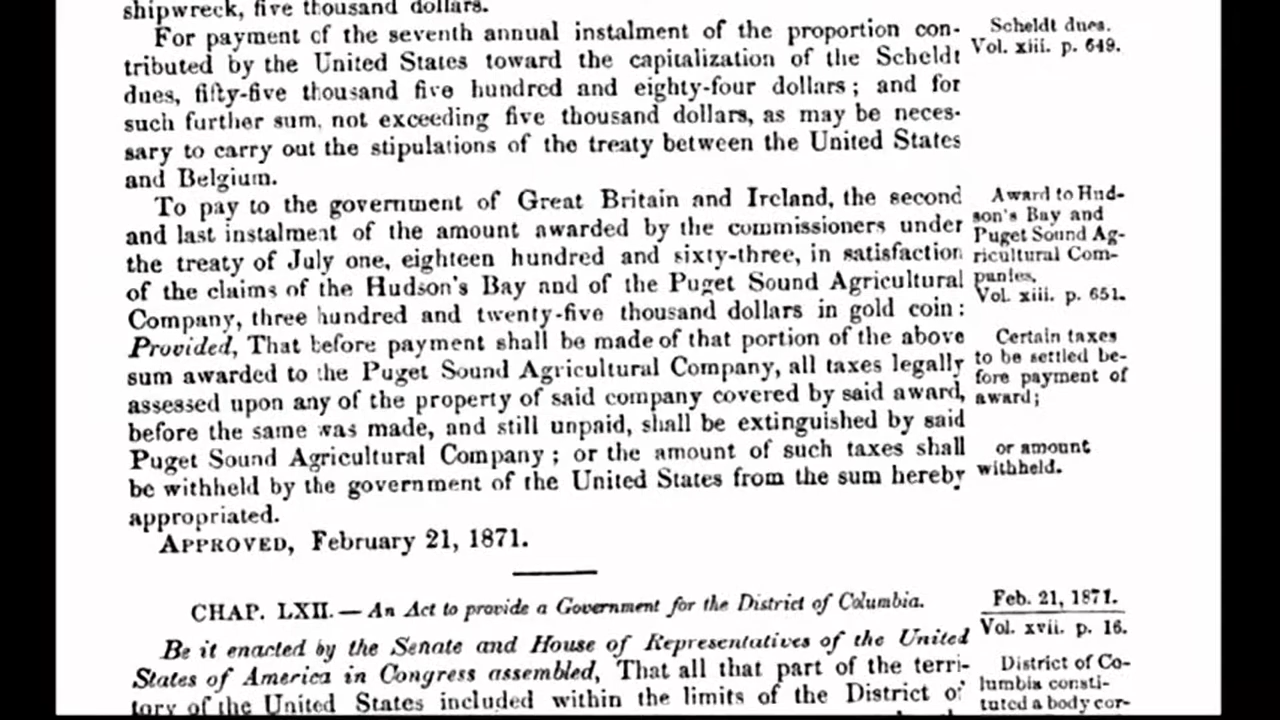 shipwreck, five thousand dollars.
For payment of the seventh annual instalment of the proportion con-
tributed by the United States toward the capitalization of the Scheldt
dues, fifty-five thousand five hundred and eighty-four dollars; and for
such further sum, not exceeding five thousand dollars, as may be neces-
sary to carry out the stipulations of the treaty between the United States
and Belgium.
Scheldt dues.
Vol. xiii. p. 649.
To pay to the government of Great Britain and Ireland, the second
and last instalment of the amount awarded by the commissioners under
the treaty of July one, eighteen hundred and sixty-three, in satisfaction
of the claims of the Hudson's Bay and of the Puget Sound Agricultural
Company, three hundred and twenty-five thousand dollars in gold coin:
Provided, That before payment shall be made of that portion of the above
sum awarded to the Puget Sound Agricultural Company, all taxes legally
assessed upon any of the property of said company covered by said award,
before the same was made, and still unpaid, shall be extinguished by said
Puget Sound Agricultural Company; or the amount of such taxes shall
be withheld by the government of the United States from the sum hereby
appropriated.
Award to Hud-
son's Bay and
Puget Sound Ag-
ricultural Com-
panies.
Vol. xiii. p. 651.
Certain taxes
to be settled be-
fore payment of
award;
or amount
withheld.
APPROVED, February 21, 1871.
CHAP. LXII.—An Act to provide a Government for the District of Columbia.
Be it enacted by the Senate and House of Representatives of the United
States of America in Congress assembled, That all that part of the terri-
tory of the United States included within the limits of the District of
Feb. 21, 1871.
Vol. xvii. p. 16.
District of Co-
lumbia consti-
tuted a body cor-